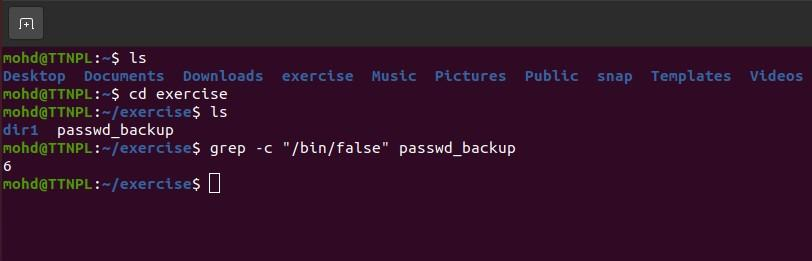 mohd@TTNPL:~$ ls
Desktop  Documents  Downloads  exercise  Music  Pictures  Public  snap  Templates  Videos
mohd@TTNPL:~$ cd exercise
mohd@TTNPL:~/exercise$ ls
dir1  passwd_backup
mohd@TTNPL:~/exercise$ grep -c "/bin/false" passwd_backup
6
mohd@TTNPL:~/exercise$